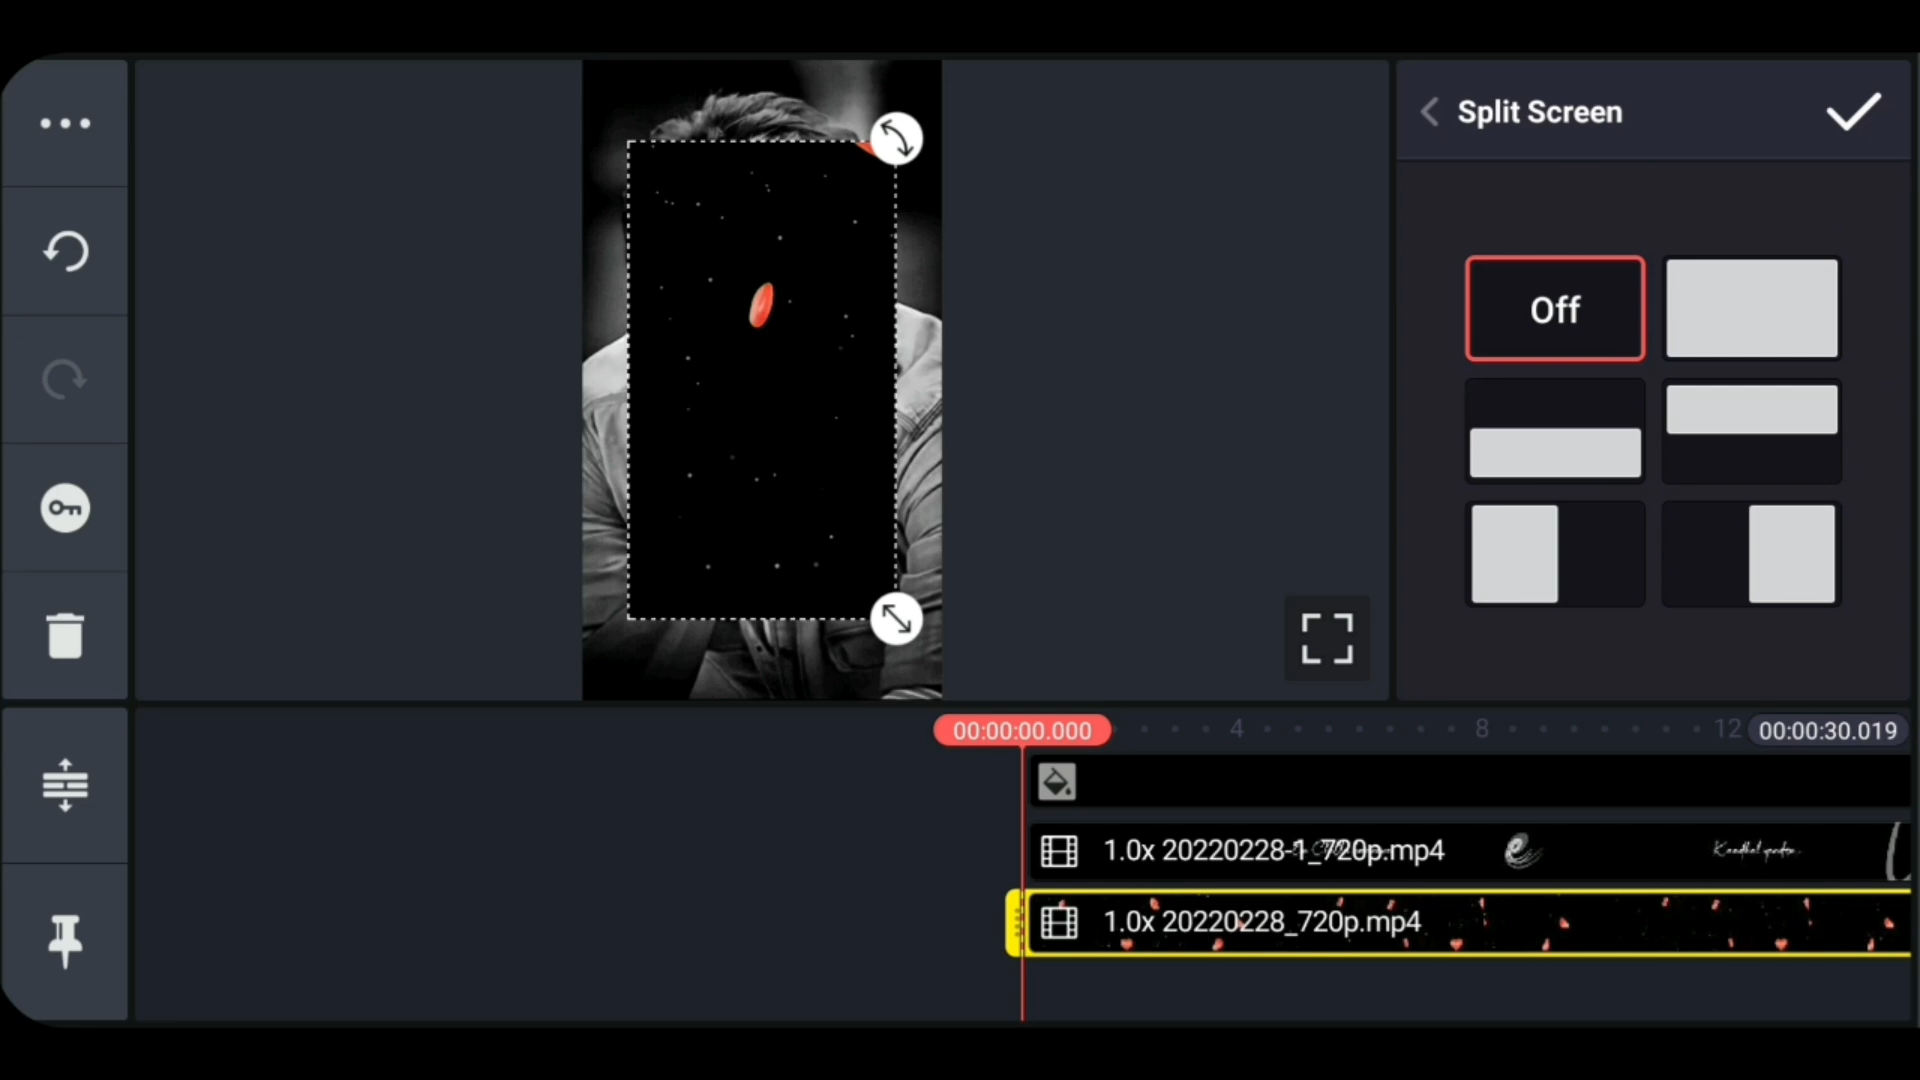 Split Screen
Off
00:00:00.000
4
8
12
00:00:30.019
1.0x 20220228-1_720p.mp4
1.0x 20220228_720p.mp4